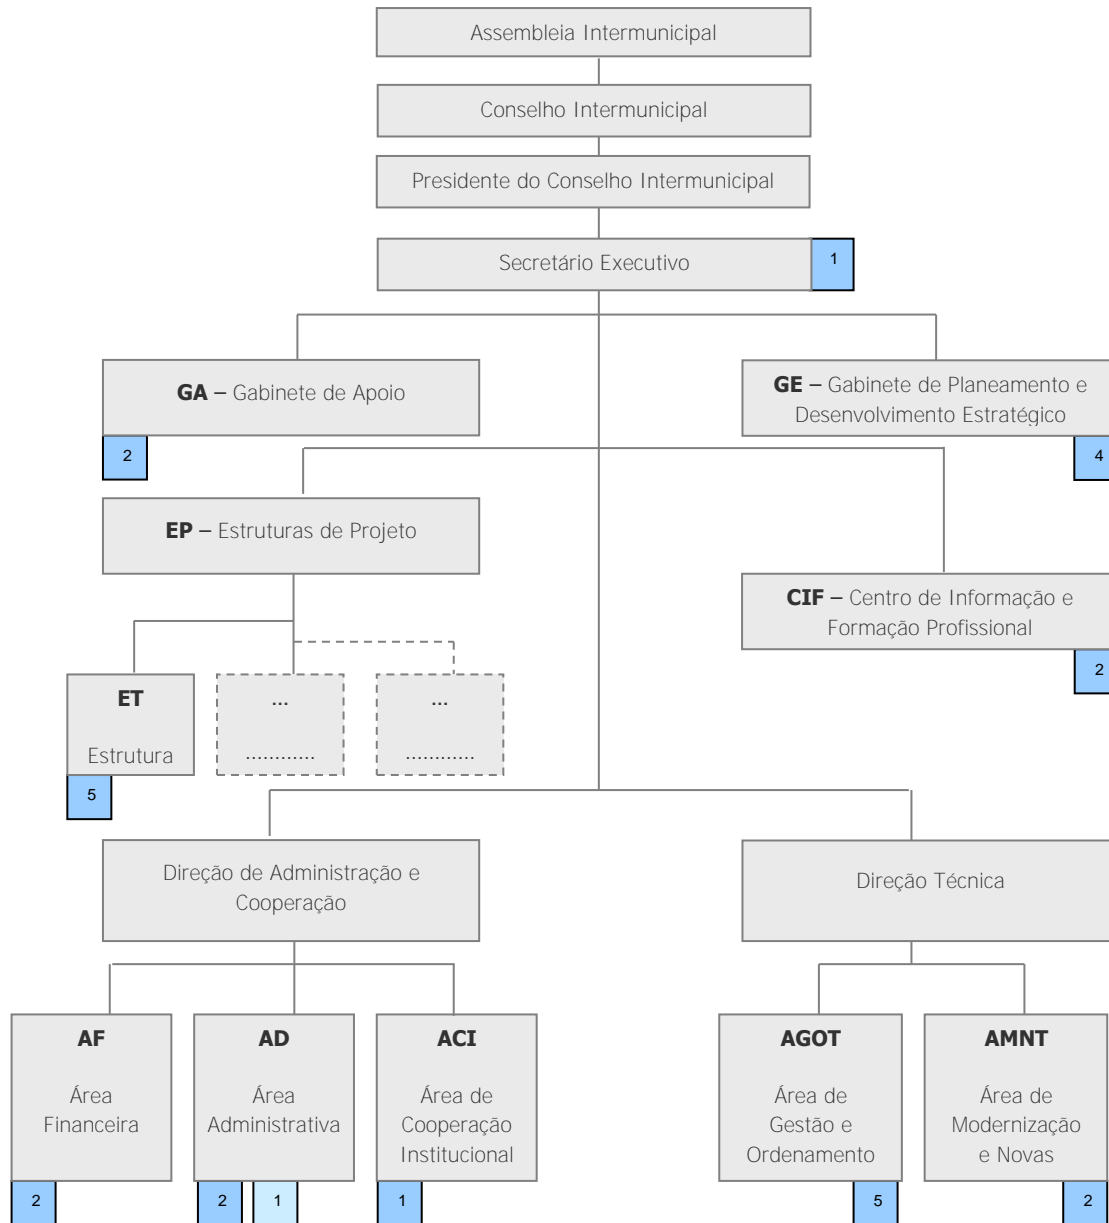 Assembleia Intermunicipal
Conselho Intermunicipal
Presidente do Conselho Intermunicipal
Secretário Executivo
1
GA – Gabinete de Apoio
2
GE – Gabinete de Planeamento e
Desenvolvimento Estratégico
4
EP – Estruturas de Projeto
CIF – Centro de Informação e
Formação Profissional
2
ET
Estrutura
5
...
............
...
............
Direção de Administração e
Cooperação
Direção Técnica
AF
Área
Financeira
2
AD
Área
Administrativa
2
1
ACI
Área de
Cooperação
Institucional
1
AGOT
Área de
Gestão e
Ordenamento
5
AMNT
Área de
Modernização
e Novas
2